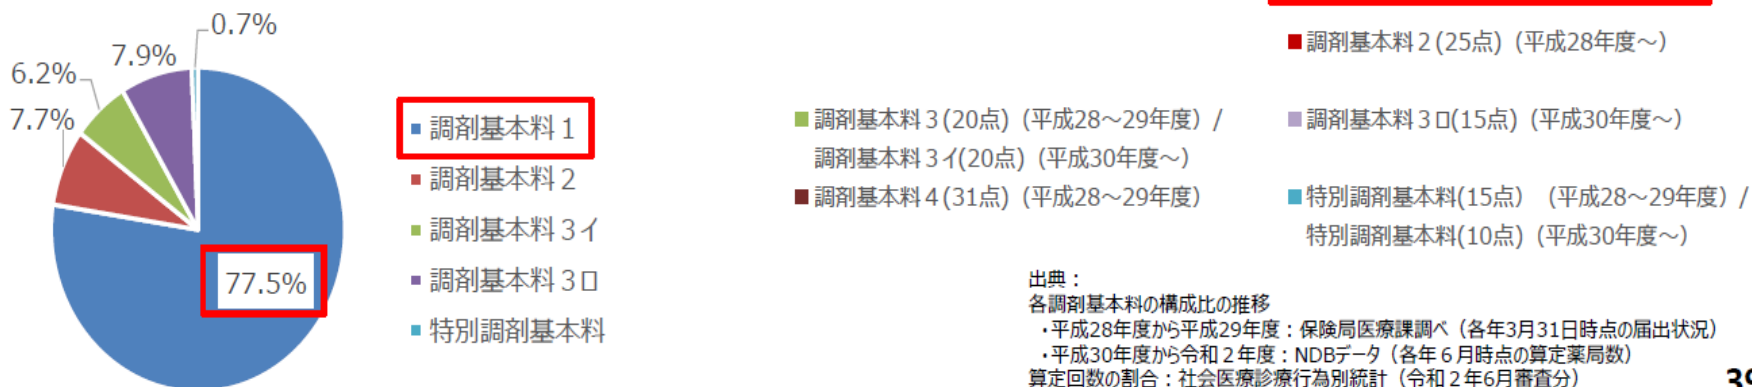 0.7%
7.9%
6.2%
7.7%
77.5%
調剤基本料1
調剤基本料2
調剤基本料3イ
調剤基本料3ロ
特別調剤基本料
調剤基本料2(25点)(平成28年度~)
調剤基本料3(20点)(平成28~29年度)/
調剤基本料3イ(20点)(平成30年度~)
調剤基本料3ロ(15点)(平成30年度~)
調剤基本料4(31点)(平成28~29年度)
特別調剤基本料(15点) (平成28~29年度)/
特別調剤基本料(10点)(平成30年度~)
出典:
各調剤基本料の構成比の推移
・平成28年度から平成29年度:保険局医療課調べ(各年3月31日時点の届出状況)
・平成30年度から令和2年度:NDBデータ(各年6月時点の算定薬局数)
算定回数の割合:社会医療診療行為別統計(令和2年6月審査分)